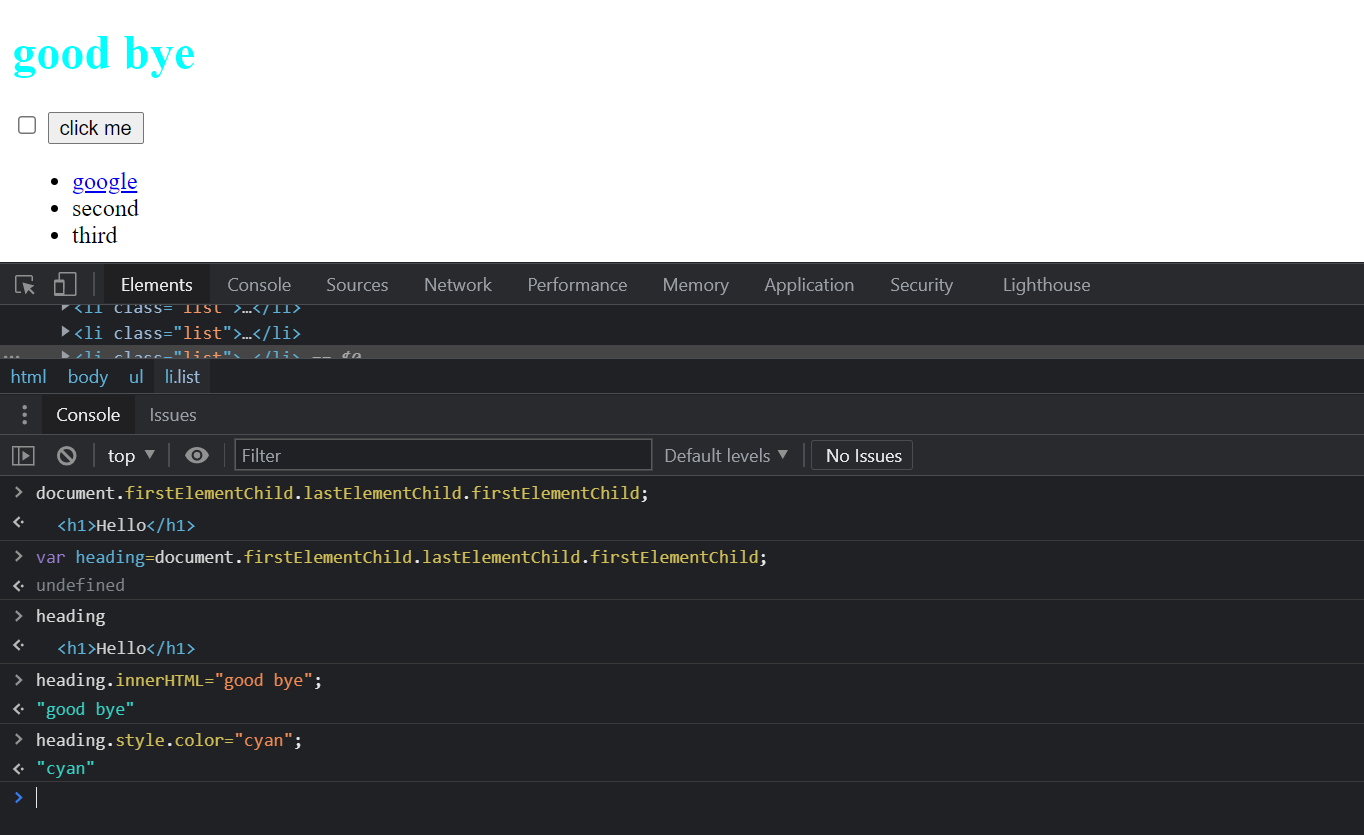 good bye
click me
google
second
third
Elements Console Sources Network Performance Memory Application Security Lighthouse
<li class="list">…</li>
<li class="list">…</li>
… <li class="list">…</li> == $0
html body ul li.list
Console Issues
top Filter Default levels No Issues
document.firstElementChild.lastElementChild.firstElementChild;
<h1>Hello</h1>
var heading=document.firstElementChild.lastElementChild.firstElementChild;
undefined
heading
<h1>Hello</h1>
heading.innerHTML="good bye";
"good bye"
heading.style.color="cyan";
"cyan"